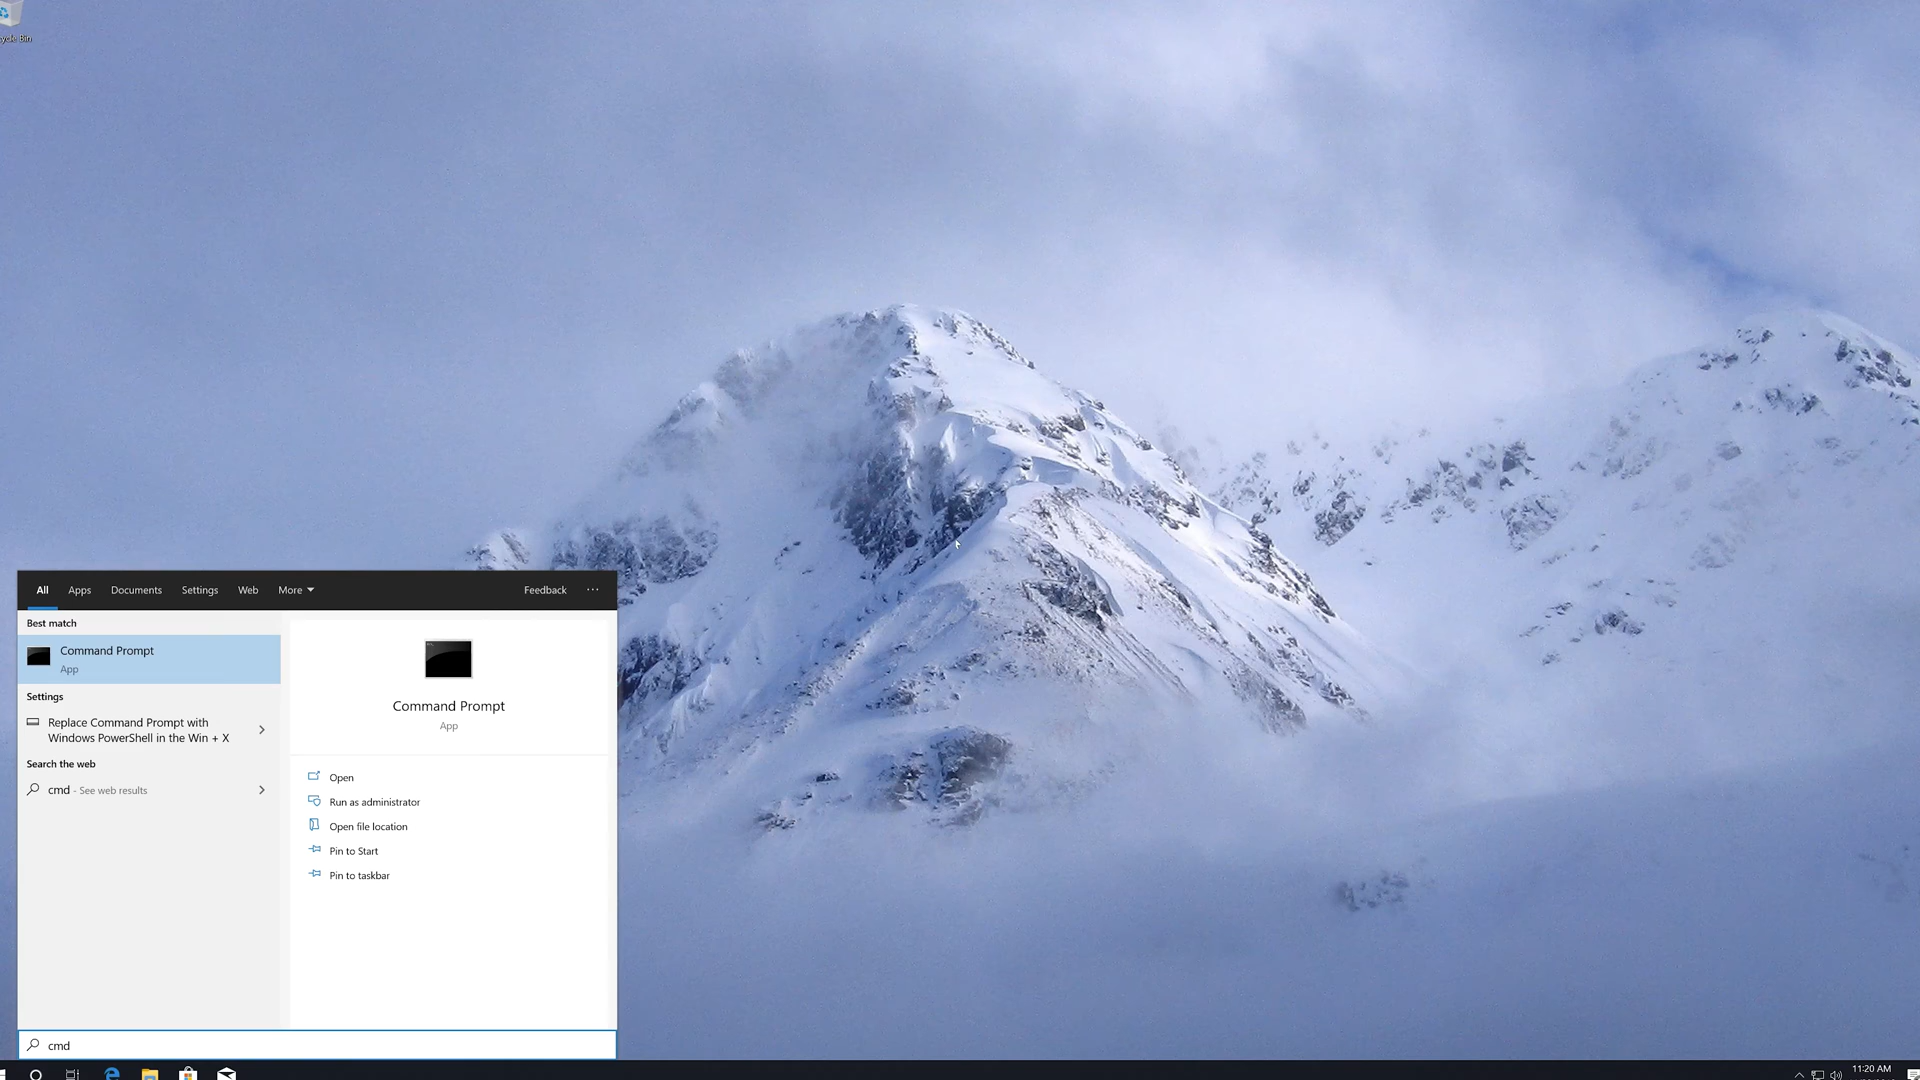 All Apps Documents Settings Web More Feedback ...
Best match
Command Prompt
App
Settings
Replace Command Prompt with
Windows PowerShell in the Win + X
Search the web
cmd - See web results
Command Prompt
App
Open
Run as administrator
Open file location
Pin to Start
Pin to taskbar
cmd
11:20 AM